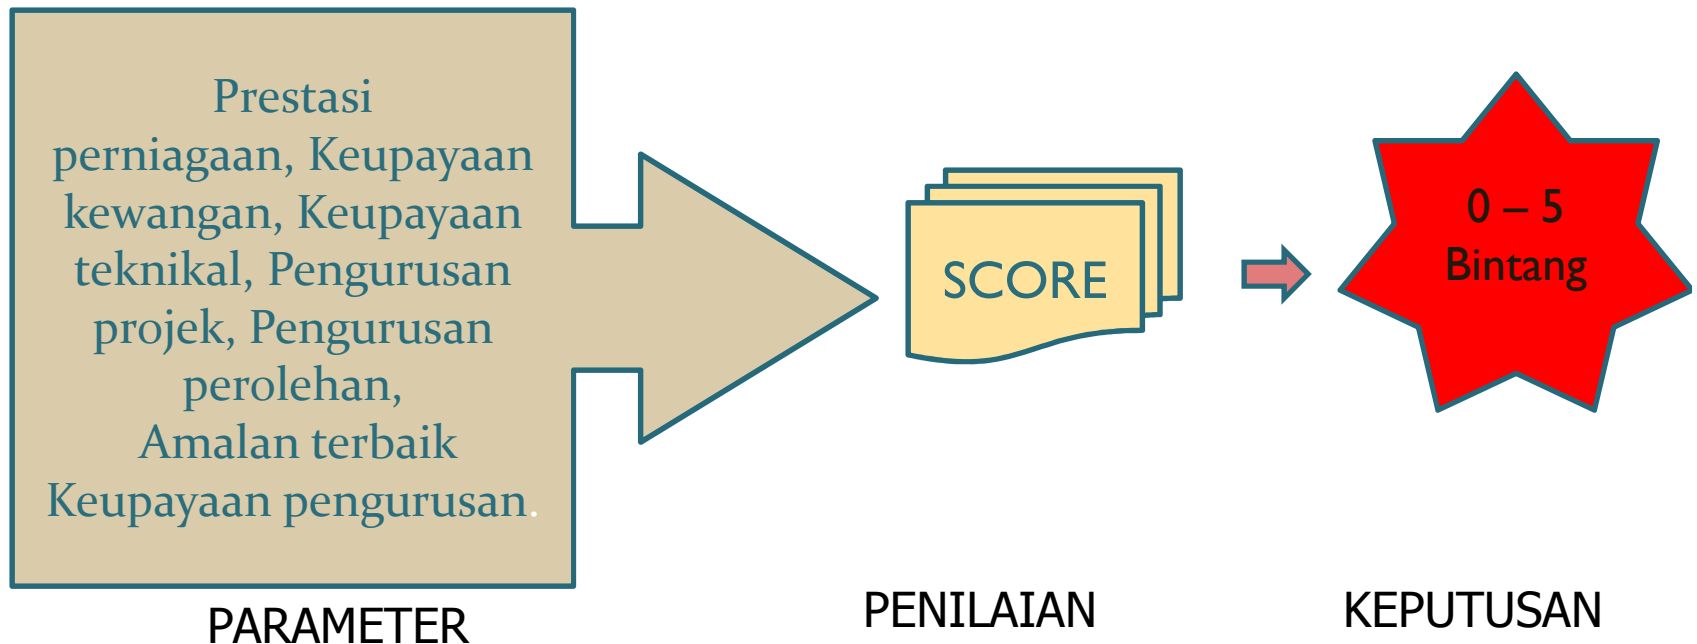 Prestasi
perniagaan, Keupayaan
kewangan, Keupayaan
teknikal, Pengurusan
projek, Pengurusan
perolehan,
Amalan terbaik
Keupayaan pengurusan.
PARAMETER
SCORE
PENILAIAN
0 – 5
Bintang
KEPUTUSAN